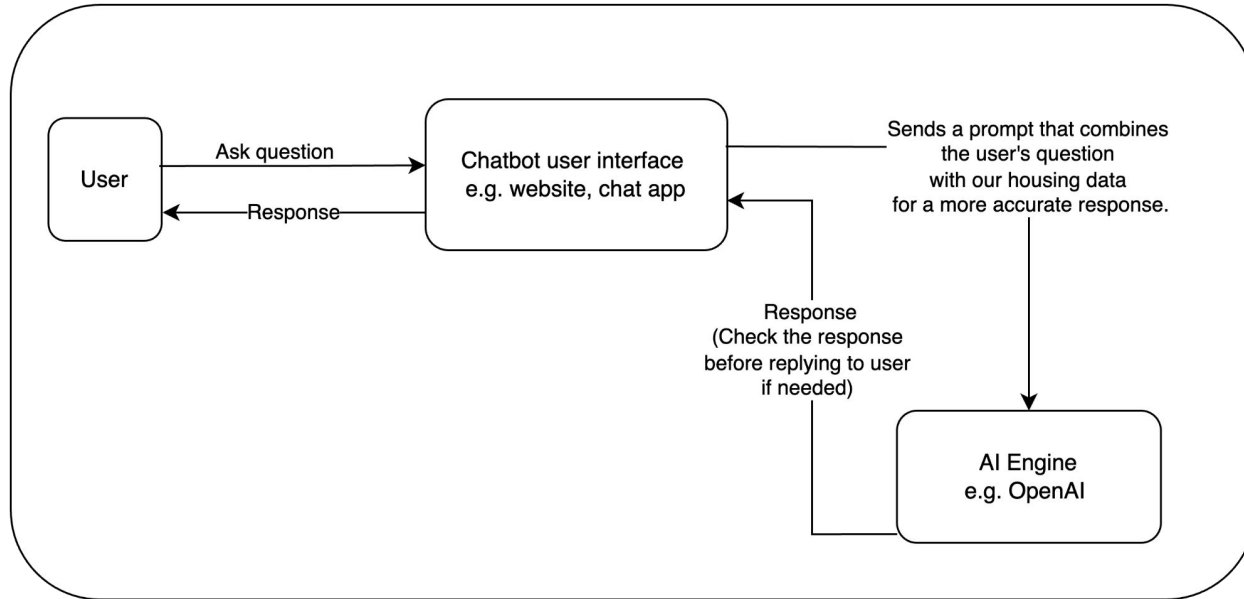 User
Ask question
Response
Chatbot user interface
e.g. website, chat app
Sends a prompt that combines
the user's question
with our housing data
for a more accurate response.
Response
(Check the response
before replying to user
if needed)
AI Engine
e.g. OpenAI